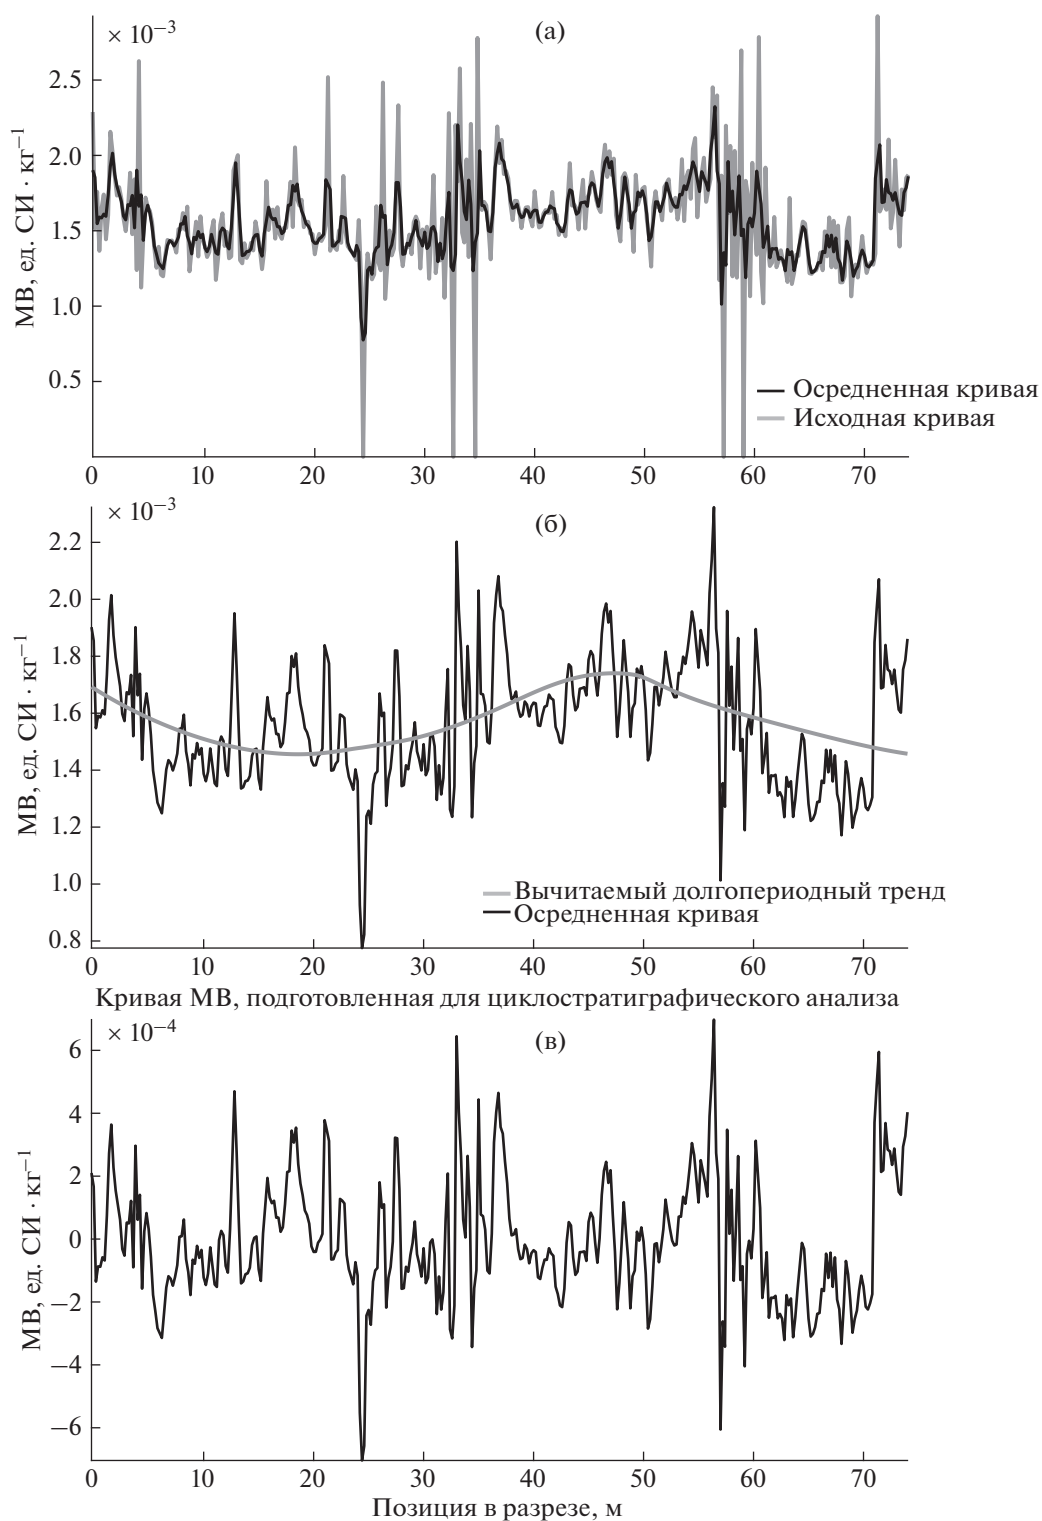 (а)
× 10⁻³
2.5
2.0
1.5
1.0
0.5
МВ, ед. СИ · кг⁻¹
Осредненная кривая
Исходная кривая
0 10 20 30 40 50 60 70
(б)
× 10⁻³
2.2
2.0
1.8
1.6
1.4
1.2
1.0
0.8
МВ, ед. СИ · кг⁻¹
Вычитаемый долгопериодный тренд
Осредненная кривая
0 10 20 30 40 50 60 70
Кривая МВ, подготовленная для циклостратиграфического анализа
(в)
× 10⁻⁴
6
4
2
0
−2
−4
−6
МВ, ед. СИ · кг⁻¹
0 10 20 30 40 50 60 70
Позиция в разрезе, м